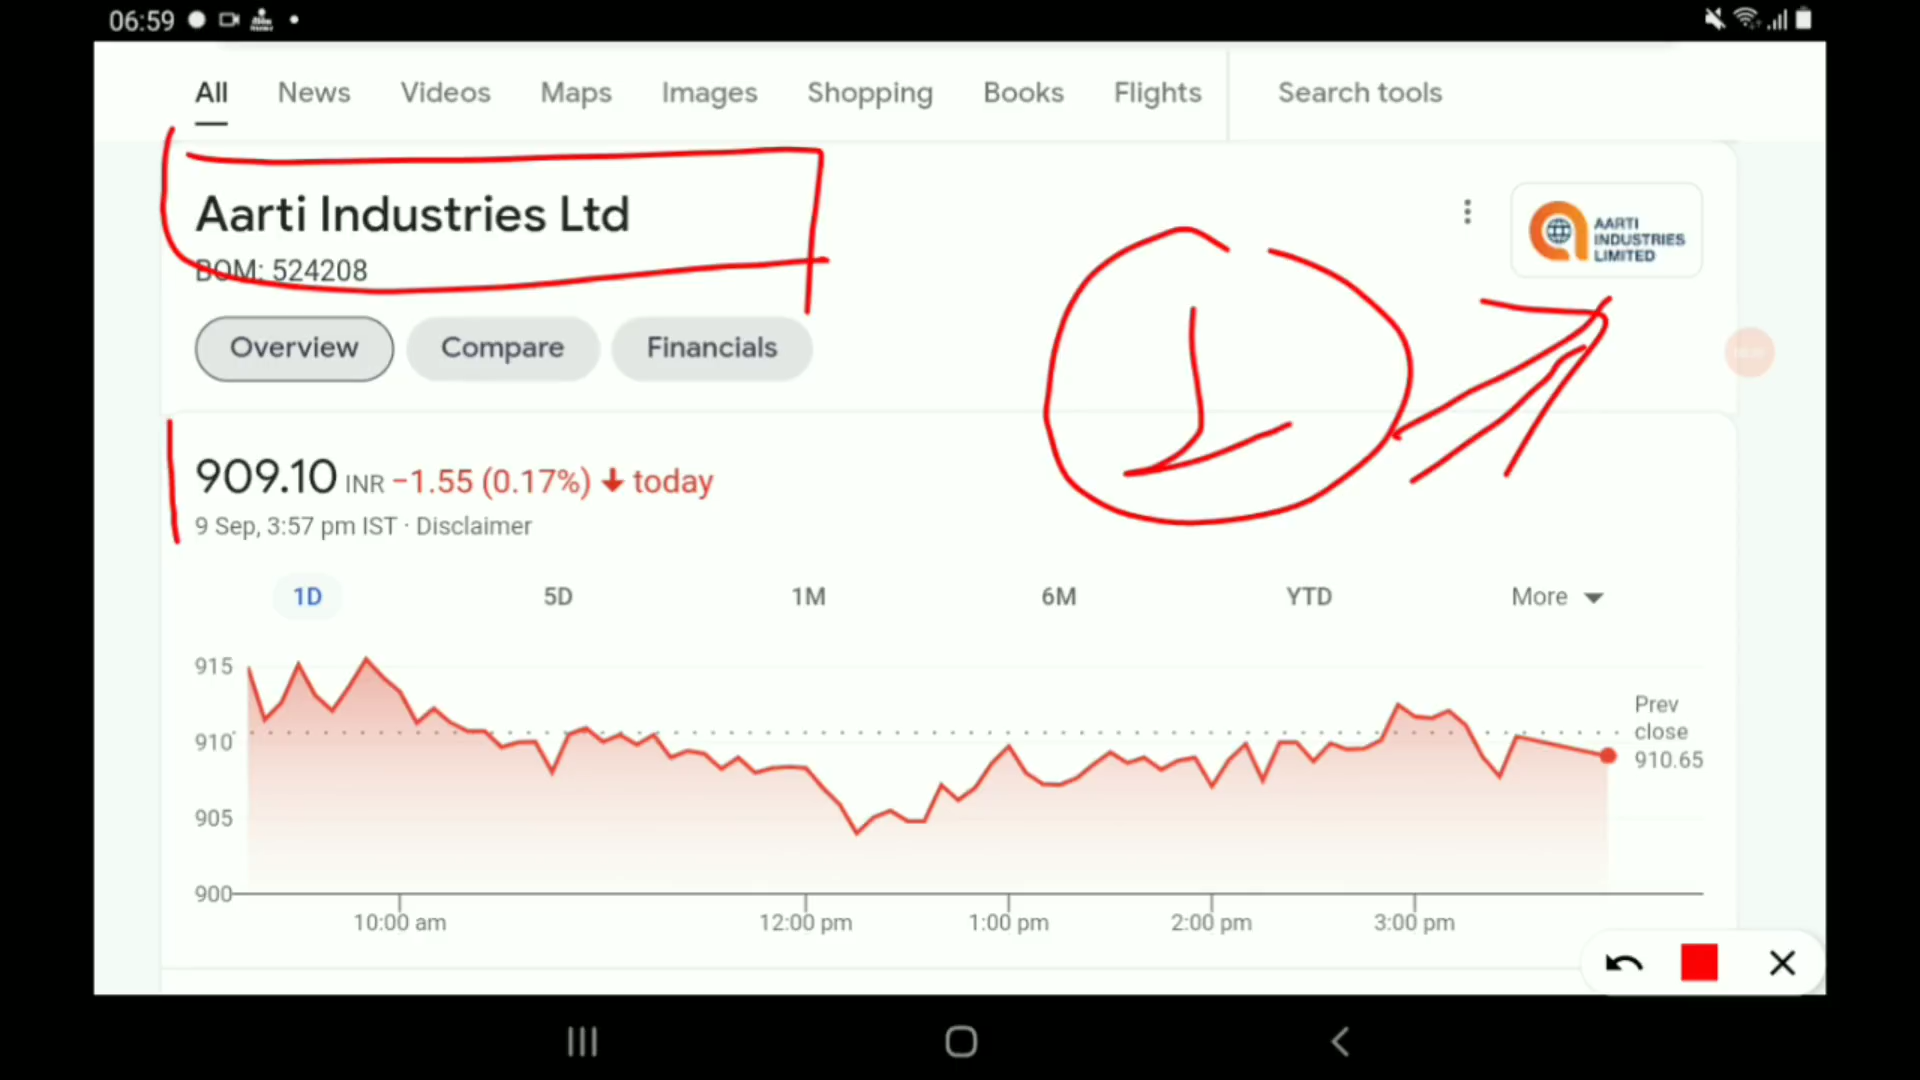 06:59
All News Videos Maps Images Shopping Books Flights Search tools
Aarti Industries Ltd
BOM: 524208
AARTI
INDUSTRIES
LIMITED
1
Overview Compare Financials
909.10 INR −1.55 (0.17%) ↓ today
9 Sep, 3:57 pm IST · Disclaimer
1D 5D 1M 6M YTD More
915
910
905
900
Prev
close
910.65
10:00 am 12:00 pm 1:00 pm 2:00 pm 3:00 pm